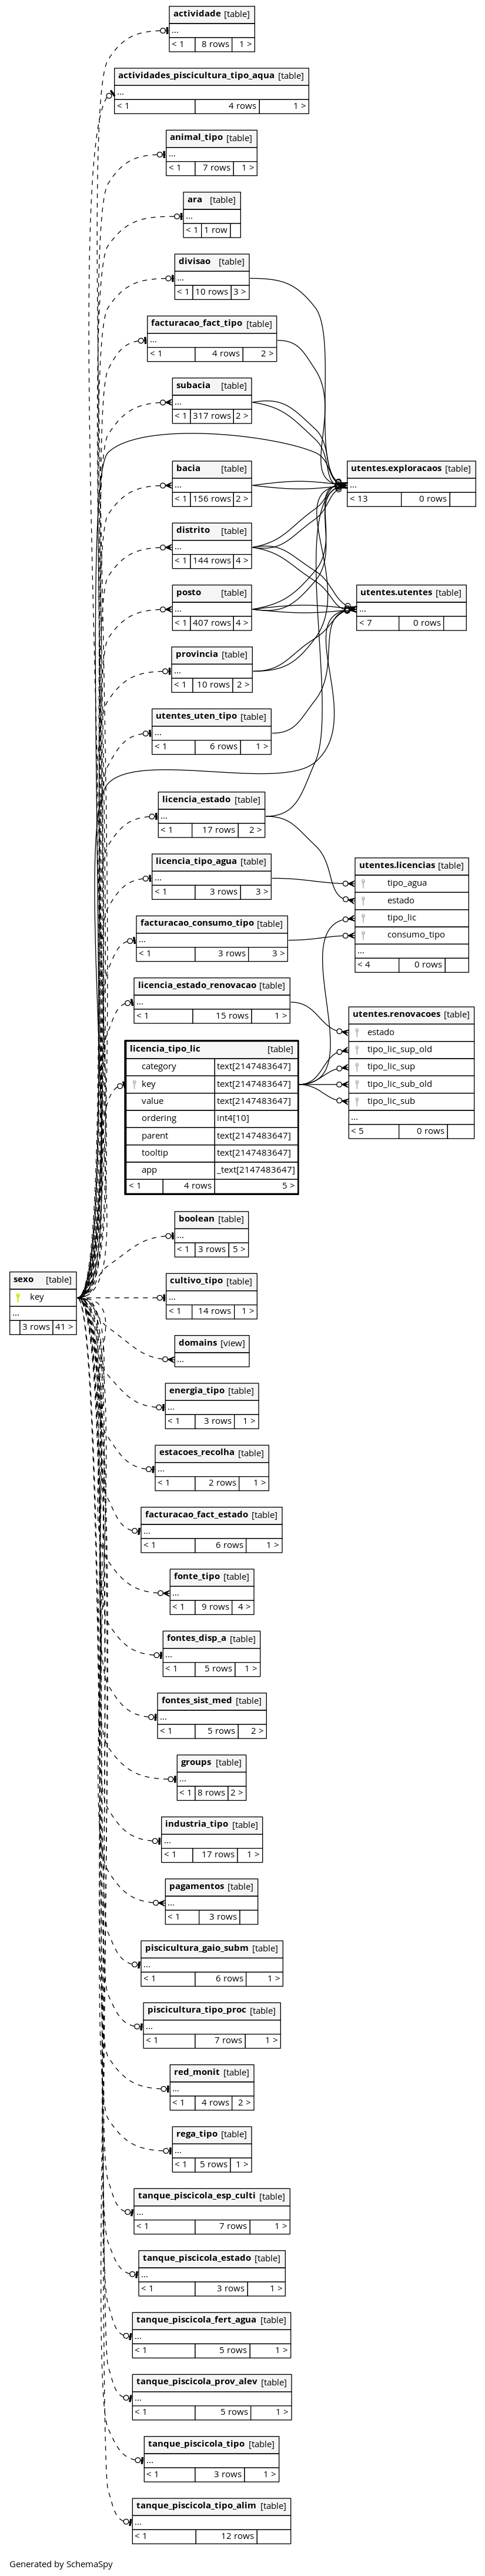 actividade [table]
...
< 1 8 rows 1 >
actividades_piscicultura_tipo_aqua [table]
...
< 1 4 rows 1 >
animal_tipo [table]
...
< 1 7 rows 1 >
ara [table]
...
< 1 1 row
divisao [table]
...
< 1 10 rows 3 >
facturacao_fact_tipo [table]
...
< 1 4 rows 2 >
subacia [table]
...
< 1 317 rows 2 >
bacia [table]
...
< 1 156 rows 2 >
utentes.exploracaos [table]
...
< 13 0 rows
distrito [table]
...
< 1 144 rows 4 >
posto [table]
...
< 1 407 rows 4 >
utentes.utentes [table]
...
< 7 0 rows
provincia [table]
...
< 1 10 rows 2 >
utentes_uten_tipo [table]
...
< 1 6 rows 1 >
licencia_estado [table]
...
< 1 17 rows 2 >
licencia_tipo_agua [table]
...
< 1 3 rows 3 >
utentes.licencias [table]
tipo_agua
estado
tipo_lic
consumo_tipo
...
< 4 0 rows
facturacao_consumo_tipo [table]
...
< 1 3 rows 3 >
licencia_estado_renovacao [table]
...
< 1 15 rows 1 >
utentes.renovacoes [table]
estado
tipo_lic_sup_old
tipo_lic_sup
tipo_lic_sub_old
tipo_lic_sub
...
< 5 0 rows
licencia_tipo_lic [table]
category text[2147483647]
key text[2147483647]
value text[2147483647]
ordering int4[10]
parent text[2147483647]
tooltip text[2147483647]
app _text[2147483647]
< 1 4 rows 5 >
boolean [table]
...
< 1 3 rows 5 >
sexo [table]
key
...
3 rows 41 >
cultivo_tipo [table]
...
< 1 14 rows 1 >
domains [view]
...
energia_tipo [table]
...
< 1 3 rows 1 >
estacoes_recolha [table]
...
< 1 2 rows 1 >
facturacao_fact_estado [table]
...
< 1 6 rows 1 >
fonte_tipo [table]
...
< 1 9 rows 4 >
fontes_disp_a [table]
...
< 1 5 rows 1 >
fontes_sist_med [table]
...
< 1 5 rows 2 >
groups [table]
...
< 1 8 rows 2 >
industria_tipo [table]
...
< 1 17 rows 1 >
pagamentos [table]
...
< 1 3 rows
piscicultura_gaio_subm [table]
...
< 1 6 rows 1 >
piscicultura_tipo_proc [table]
...
< 1 7 rows 1 >
red_monit [table]
...
< 1 4 rows 2 >
rega_tipo [table]
...
< 1 5 rows 1 >
tanque_piscicola_esp_culti [table]
...
< 1 7 rows 1 >
tanque_piscicola_estado [table]
...
< 1 3 rows 1 >
tanque_piscicola_fert_agua [table]
...
< 1 5 rows 1 >
tanque_piscicola_prov_alev [table]
...
< 1 5 rows 1 >
tanque_piscicola_tipo [table]
...
< 1 3 rows 1 >
tanque_piscicola_tipo_alim [table]
...
< 1 12 rows
Generated by SchemaSpy